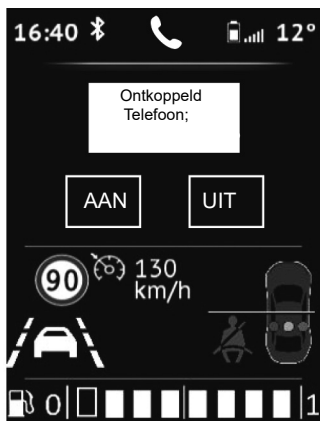 16:40 12°
Ontkoppeld
Telefoon;
AAN UIT
90 130
km/h
0 1